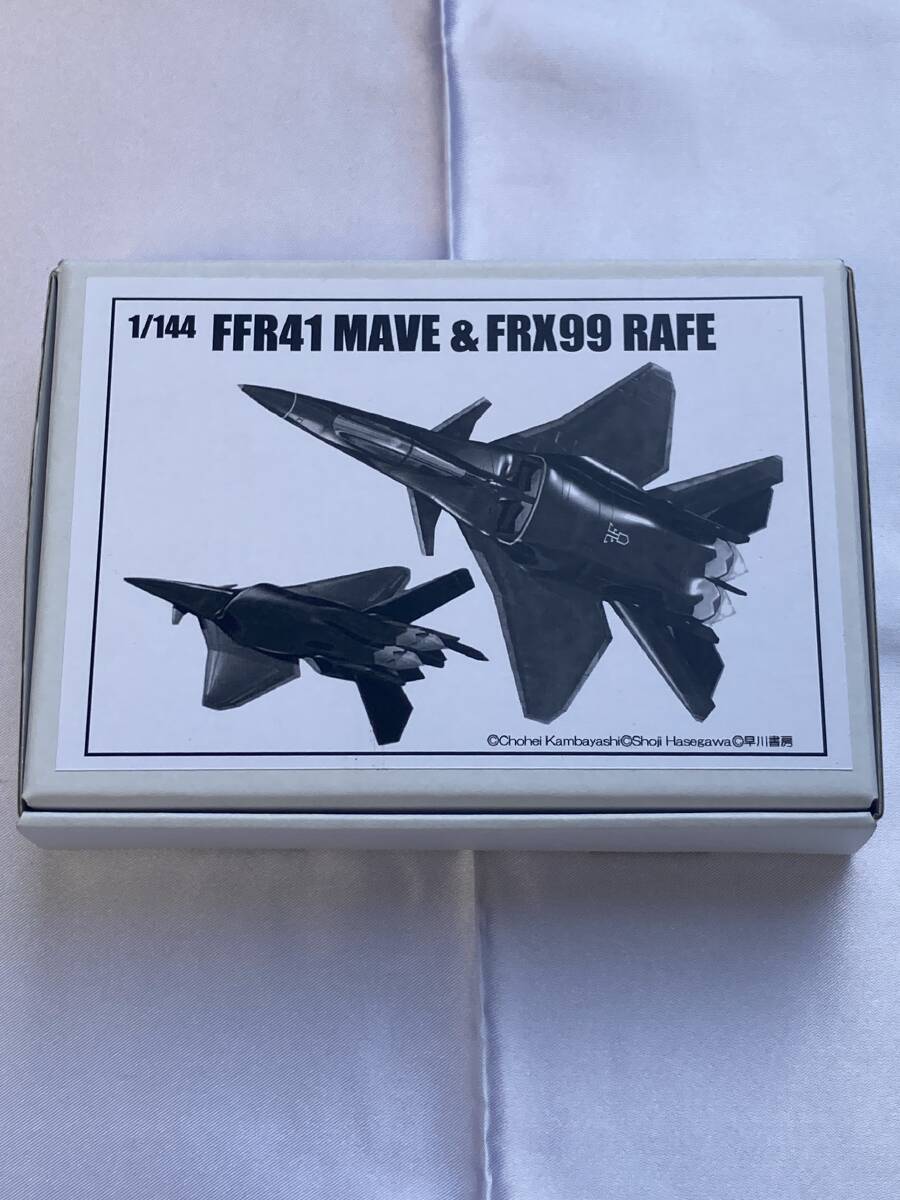 1/144 FFR41 MAVE & FRX99 RAFE
©Chohei Kambayashi©Shoji Hasegawa©早川書房